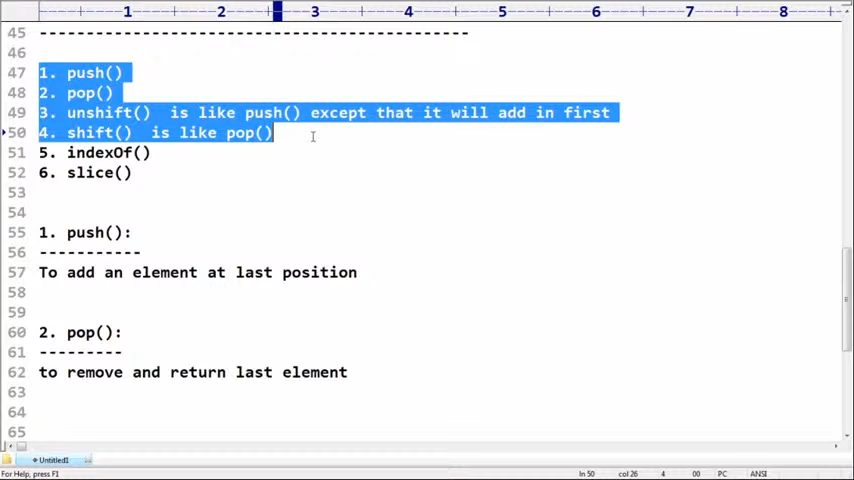 1 2 3 4 5 6 7 8
45 -----------------------------------------------
46
47 1. push()
48 2. pop()
49 3. unshift()  is like push() except that it will add in first
50 4. shift()  is like pop()
51 5. indexOf()
52 6. slice()
53
54
55 1. push():
56 -----------
57 To add an element at last position
58
59
60 2. pop():
61 ---------
62 to remove and return last element
63
64
65
Untitled1
For Help, press F1 ln 50 col 26 4 00 PC ANSI